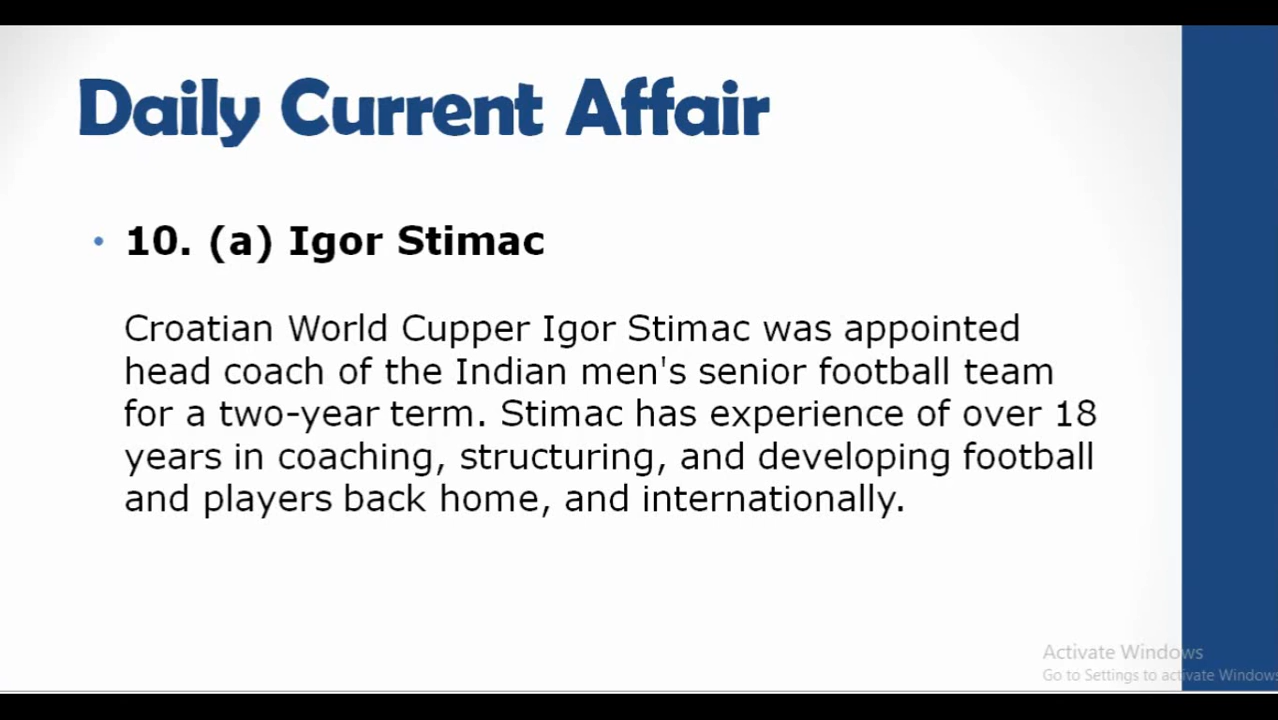 Daily Current Affair
• 10. (a) Igor Stimac
Croatian World Cupper Igor Stimac was appointed
head coach of the Indian men's senior football team
for a two-year term. Stimac has experience of over 18
years in coaching, structuring, and developing football
and players back home, and internationally.
Activate Windows
Go to Settings to activate Windows